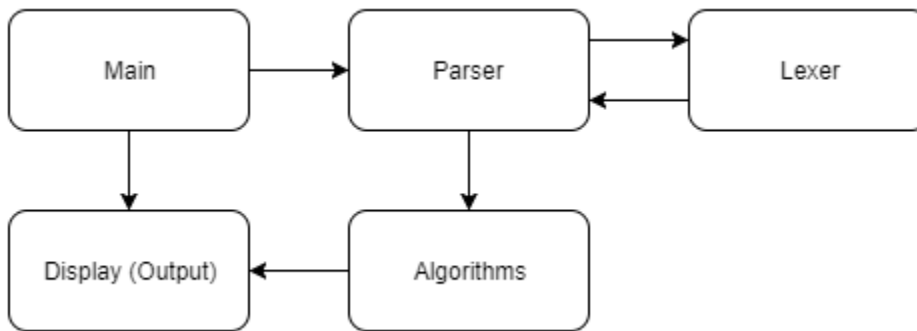 Main
Parser
Lexer
Display (Output)
Algorithms